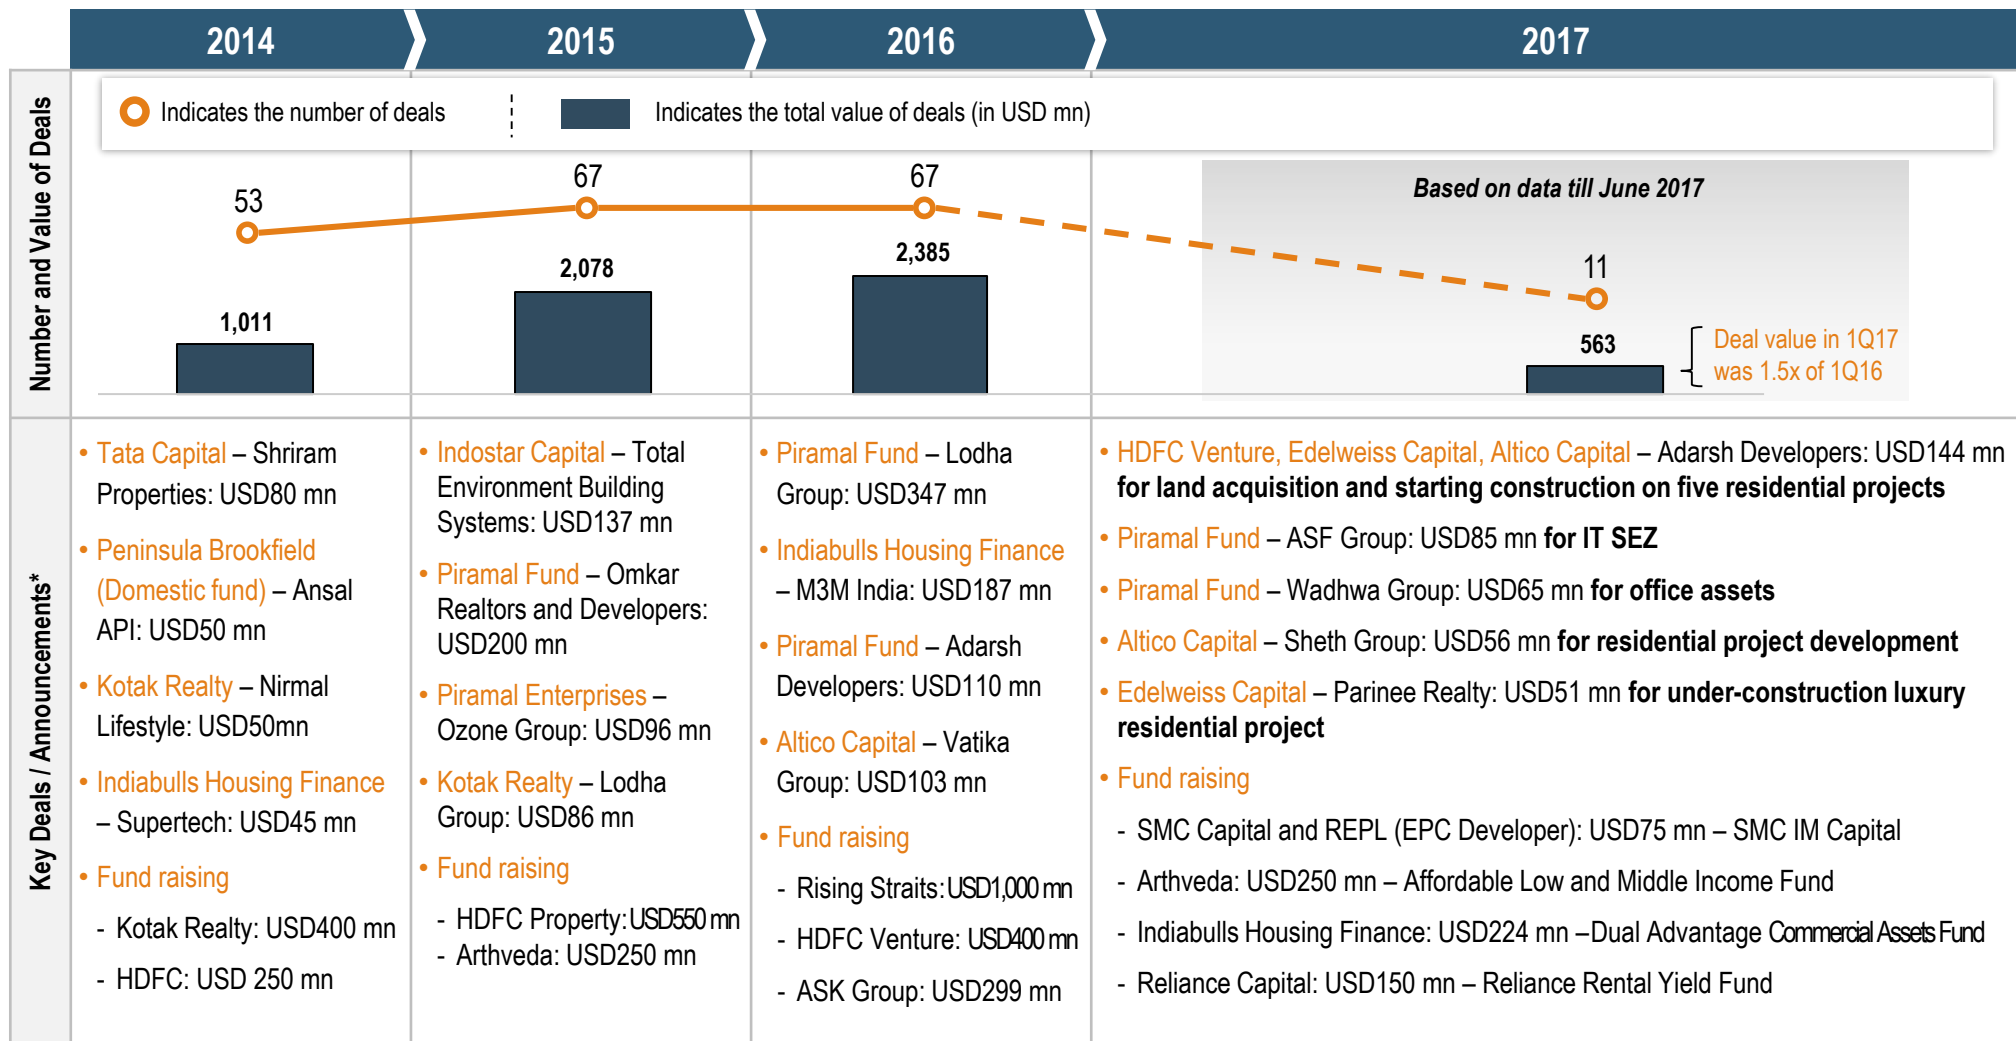 2014
2015
2016
2017
Number and Value of Deals
Indicates the number of deals
Indicates the total value of deals (in USD mn)
53
67
67
Based on data till June 2017
11
1,011
2,078
2,385
563
Deal value in 1Q17
was 1.5x of 1Q16
Key Deals / Announcements*
• Tata Capital – Shriram
Properties: USD80 mn
• Peninsula Brookfield
(Domestic fund) – Ansal
API: USD50 mn
• Kotak Realty – Nirmal
Lifestyle: USD50mn
• Indiabulls Housing Finance
– Supertech: USD45 mn
• Fund raising
- Kotak Realty: USD400 mn
- HDFC: USD 250 mn
• Indostar Capital – Total
Environment Building
Systems: USD137 mn
• Piramal Fund – Omkar
Realtors and Developers:
USD200 mn
• Piramal Enterprises –
Ozone Group: USD96 mn
• Kotak Realty – Lodha
Group: USD86 mn
• Fund raising
- HDFC Property: USD550 mn
- Arthveda: USD250 mn
• Piramal Fund – Lodha
Group: USD347 mn
• Indiabulls Housing Finance
– M3M India: USD187 mn
• Piramal Fund – Adarsh
Developers: USD110 mn
• Altico Capital – Vatika
Group: USD103 mn
• Fund raising
- Rising Straits: USD1,000 mn
- HDFC Venture: USD400 mn
- ASK Group: USD299 mn
• HDFC Venture, Edelweiss Capital, Altico Capital – Adarsh Developers: USD144 mn
for land acquisition and starting construction on five residential projects
• Piramal Fund – ASF Group: USD85 mn for IT SEZ
• Piramal Fund – Wadhwa Group: USD65 mn for office assets
• Altico Capital – Sheth Group: USD56 mn for residential project development
• Edelweiss Capital – Parinee Realty: USD51 mn for under-construction luxury
residential project
• Fund raising
- SMC Capital and REPL (EPC Developer): USD75 mn – SMC IM Capital
- Arthveda: USD250 mn – Affordable Low and Middle Income Fund
- Indiabulls Housing Finance: USD224 mn –Dual Advantage Commercial Assets Fund
- Reliance Capital: USD150 mn – Reliance Rental Yield Fund